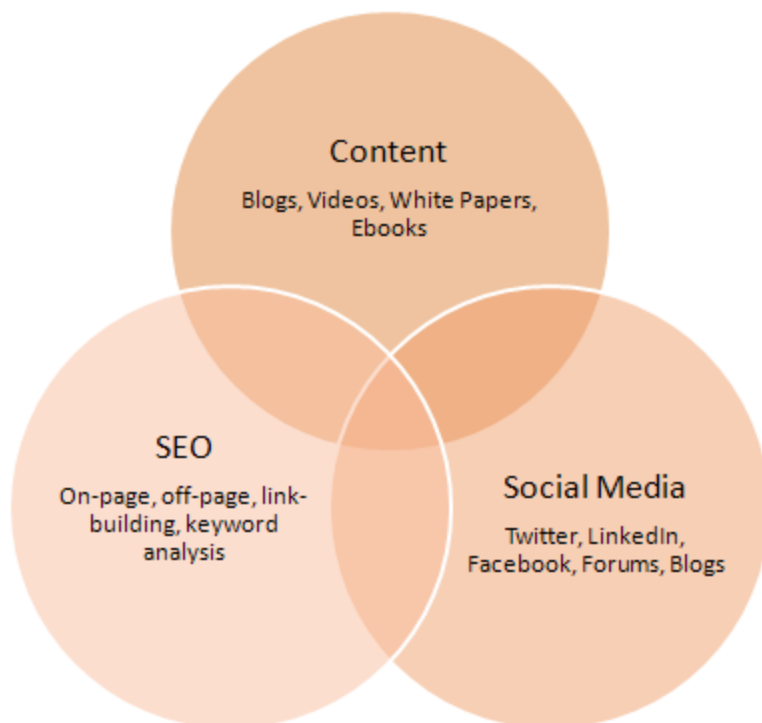 Content
Blogs, Videos, White Papers,
Ebooks
SEO
On-page, off-page, link-
building, keyword
analysis
Social Media
Twitter, LinkedIn,
Facebook, Forums, Blogs